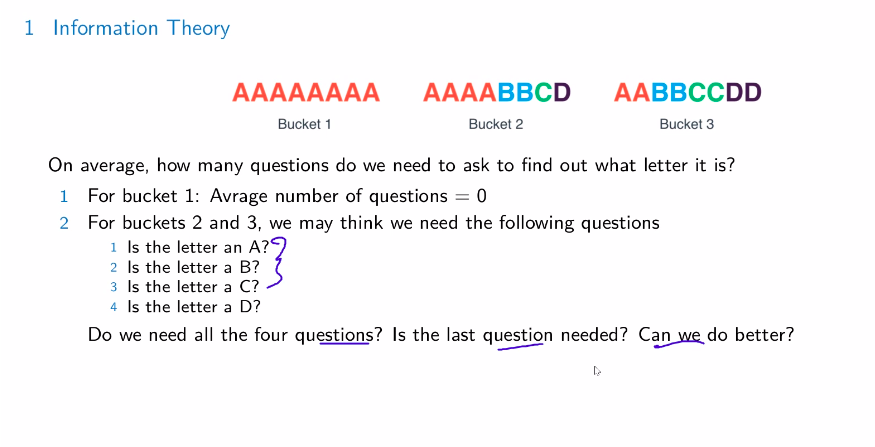 1 Information Theory
AAAAAAAA AAAABBCD AABBCCDD
Bucket 1 Bucket 2 Bucket 3
On average, how many questions do we need to ask to find out what letter it is?
1 For bucket 1: Avrage number of questions = 0
2 For buckets 2 and 3, we may think we need the following questions
1 Is the letter an A?
2 Is the letter a B?
3 Is the letter a C?
4 Is the letter a D?
Do we need all the four questions? Is the last question needed? Can we do better?